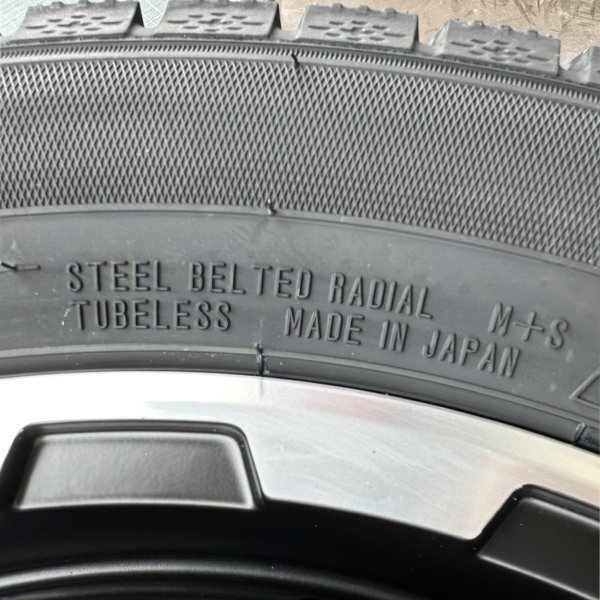 STEEL BELTED RADIAL M+S
TUBELESS MADE IN JAPAN